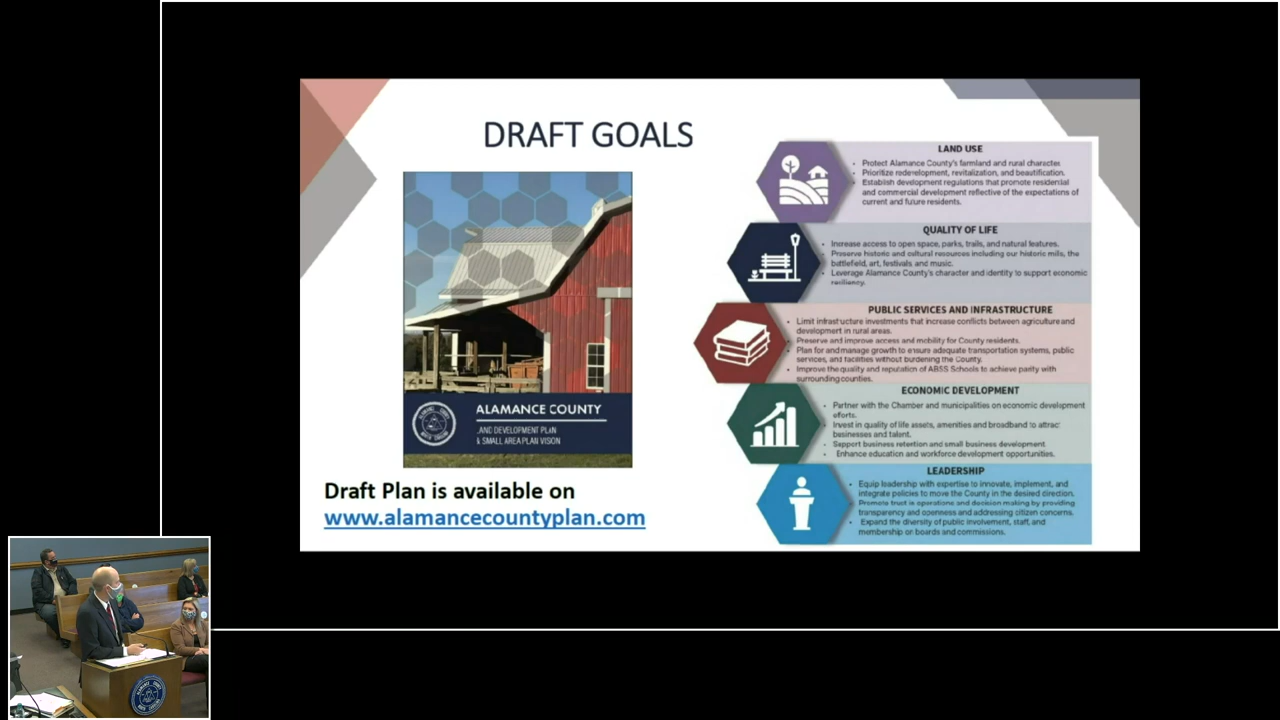 DRAFT GOALS
ALAMANCE COUNTY
LAND DEVELOPMENT PLAN
& SMALL AREA PLAN VISION
Draft Plan is available on
www.alamancecountyplan.com
LAND USE
• Protect Alamance County's farmland and rural character.
• Prioritize redevelopment, revitalization, and beautification.
• Establish development regulations that promote residential
and commercial development reflective of the expectations of
current and future residents.
QUALITY OF LIFE
• Increase access to open space, parks, trails, and natural features.
• Preserve historic and cultural resources including our historic mills, the
battlefield, art, festivals and music.
• Leverage Alamance County's character and identity to support economic
resiliency.
PUBLIC SERVICES AND INFRASTRUCTURE
• Limit infrastructure investments that increase conflicts between agriculture and
development in rural areas.
• Preserve and improve access and mobility for County residents.
• Plan for and manage growth to ensure adequate transportation systems, public
services, and facilities without burdening the County.
• Improve the quality and reputation of ABSS Schools to achieve parity with
surrounding counties.
ECONOMIC DEVELOPMENT
• Partner with the Chamber and municipalities on economic development
efforts.
• Invest in quality of life assets, amenities and broadband to attract
businesses and talent.
• Support business retention and small business development.
• Enhance education and workforce development opportunities.
LEADERSHIP
• Equip leadership with expertise to innovate, implement, and
integrate policies to move the County in the desired direction.
• Promote trust in operations and decision making by providing
transparency and openness and addressing citizen concerns.
• Expand the diversity of public involvement, staff, and
membership on boards and commissions.